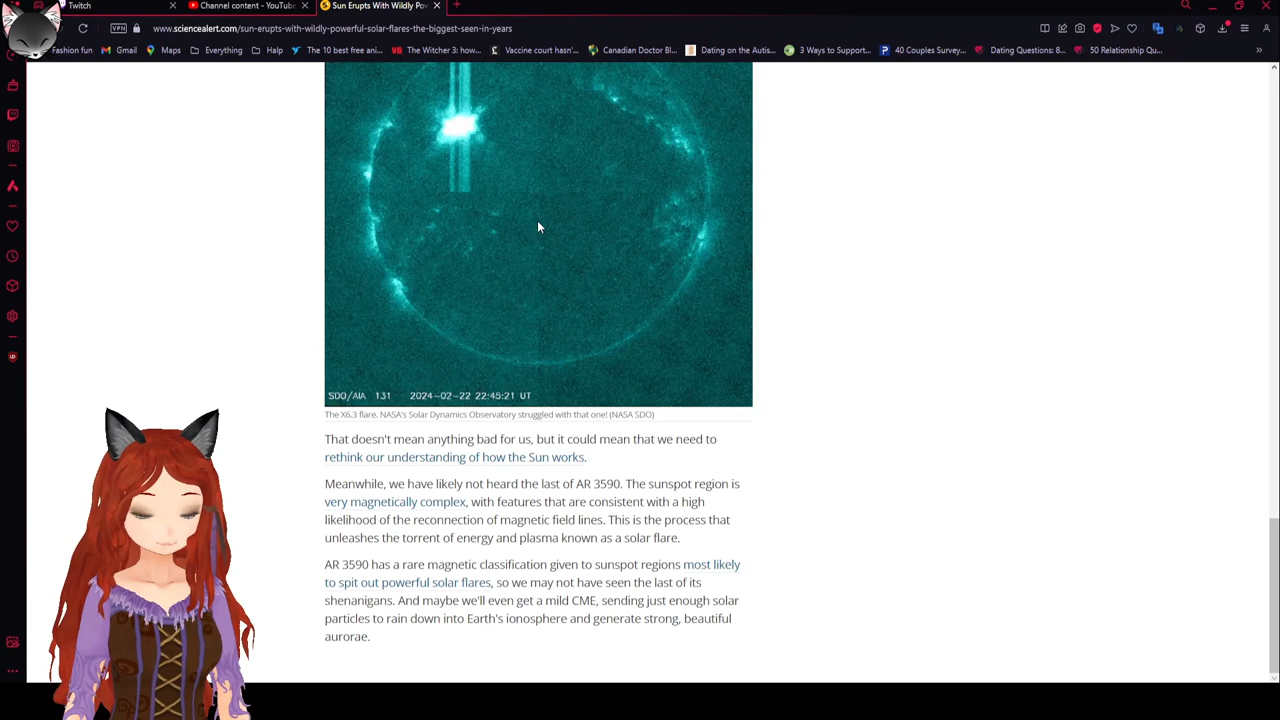 Twitch
Channel content - YouTube
Sun Erupts With Wildly Po
VPN
www.sciencealert.com/sun-erupts-with-wildly-powerful-solar-flares-the-biggest-seen-in-years
Fashion fun
Gmail
Maps
Everything
Help
The 10 best free ani...
The Witcher 3: how...
Vaccine court hasn'...
Canadian Doctor Bl...
Dating on the Autis...
3 Ways to Support...
40 Couples Survey...
Dating Questions: 8...
50 Relationship Qu...
SDO/AIA 131 2024-02-22 22:45:21 UT
The X6.3 flare. NASA's Solar Dynamics Observatory struggled with that one! (NASA SDO)
That doesn't mean anything bad for us, but it could mean that we need to
rethink our understanding of how the Sun works.
Meanwhile, we have likely not heard the last of AR 3590. The sunspot region is
very magnetically complex, with features that are consistent with a high
likelihood of the reconnection of magnetic field lines. This is the process that
unleashes the torrent of energy and plasma known as a solar flare.
AR 3590 has a rare magnetic classification given to sunspot regions most likely
to spit out powerful solar flares, so we may not have seen the last of its
shenanigans. And maybe we'll even get a mild CME, sending just enough solar
particles to rain down into Earth's ionosphere and generate strong, beautiful
aurorae.